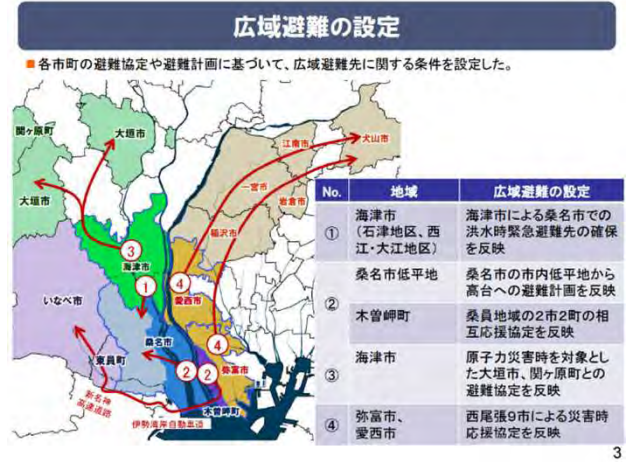 広域避難の設定
■各市町の避難協定や避難計画に基づいて、広域避難先に関する条件を設定した。
関ヶ原町
大垣市
大垣市
江南市
犬山市
一宮市
岩倉市
稲沢市
③
海津市
①
④
愛西市
いなべ市
桑名市
④
東員町
②
②
弥富市
木曽岬町
新名神
高速道路
伊勢湾岸自動車道
No. 地域 広域避難の設定
① 海津市
(石津地区、西
江・大江地区)
海津市による桑名市での
洪水時緊急避難先の確保
を反映
② 桑名市低平地
桑名市の市内低平地から
高台への避難計画を反映
木曽岬町
桑員地域の2市2町の相
互応援協定を反映
③ 海津市
原子力災害時を対象とし
た大垣市、関ヶ原町との
避難協定を反映
④ 弥富市、
愛西市
西尾張9市による災害時
応援協定を反映
3